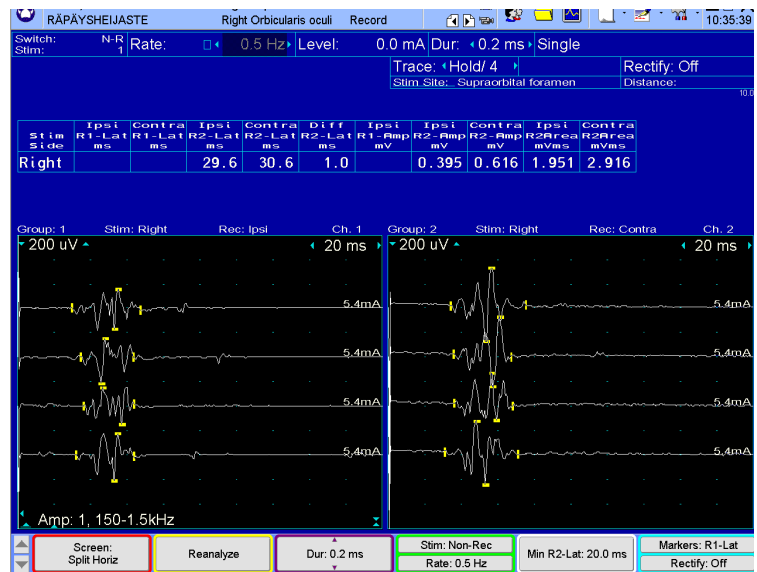 RÄPÄYSHEIJASTE Right Orbicularis oculi Record 10:35:39
Switch: N-R Rate: 0.5 Hz Level: 0.0 mA Dur: 0.2 ms Single
Stim: 1
Trace: Hold/ 4 Rectify: Off
Stim Site: Supraorbital foramen Distance:
10.0
Ipsi Contra Ipsi Contra Diff Ipsi Ipsi Contra Ipsi Contra
Stim R1-Lat R1-Lat R2-Lat R2-Lat R2-Lat R1-Amp R2-Amp R2-Amp R2Area R2Area
Side ms ms ms ms ms mV mV mV mVms mVms
Right 29.6 30.6 1.0 0.395 0.616 1.951 2.916
Group: 1 Stim: Right Rec: Ipsi Ch. 1 Group: 2 Stim: Right Rec: Contra Ch. 2
200 uV 20 ms 200 uV 20 ms
5.4mA 5.4mA
5.4mA 5.4mA
5.4mA 5.4mA
5.4mA 5.4mA
Amp: 1, 150-1.5kHz
Screen: Split Horiz Reanalyze Dur: 0.2 ms Stim: Non-Rec Min R2-Lat: 20.0 ms Markers: R1-Lat
Rate: 0.5 Hz Rectify: Off